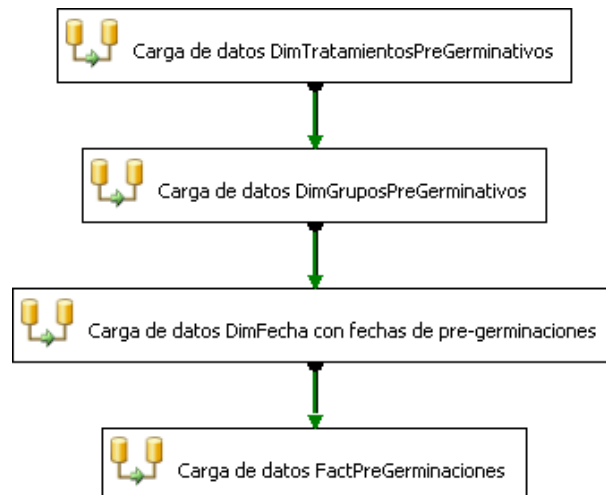 Carga de datos DimTratamientosPreGerminativos
Carga de datos DimGruposPreGerminativos
Carga de datos DimFecha con fechas de pre-germinaciones
Carga de datos FactPreGerminaciones